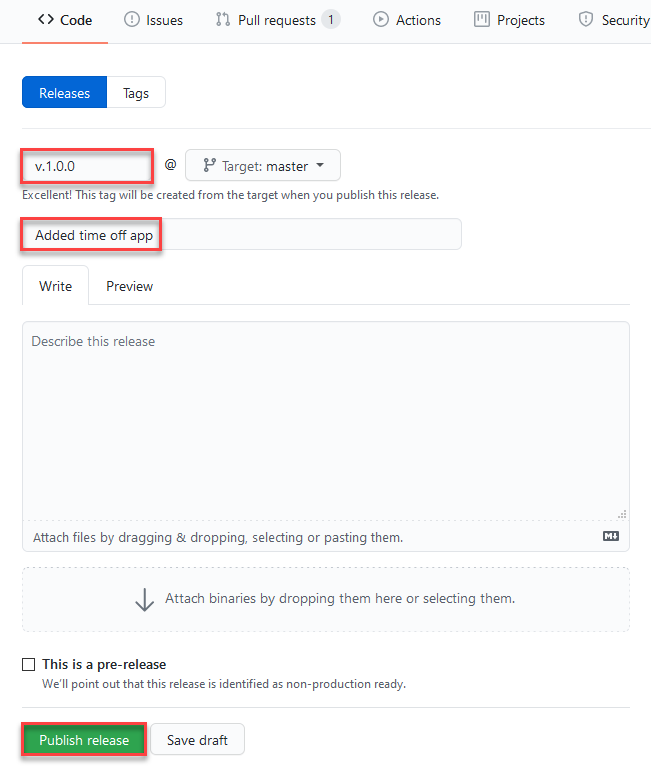 Code Issues Pull requests 1 Actions Projects Security
Releases Tags
v.1.0.0 @ Target: master
Excellent! This tag will be created from the target when you publish this release.
Added time off app
Write Preview
Describe this release
Attach files by dragging & dropping, selecting or pasting them.
Attach binaries by dropping them here or selecting them.
This is a pre-release
We'll point out that this release is identified as non-production ready.
Publish release Save draft